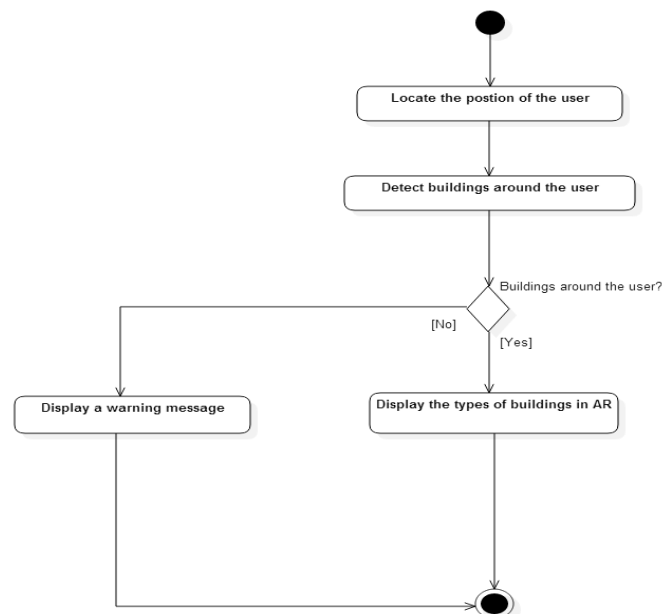 Locate the postion of the user
Detect buildings around the user
Buildings around the user?
[No]
[Yes]
Display a warning message
Display the types of buildings in AR